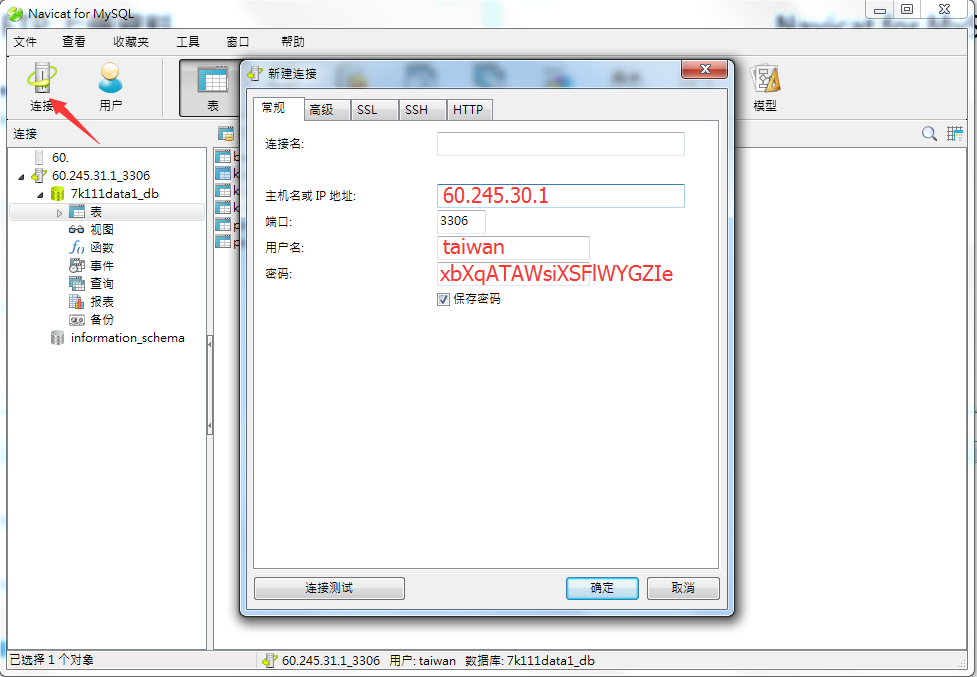 Navicat for MySQL
文件 查看 收藏夹 工具 窗口 帮助
连接 用户 表 模型
连接
60.
60.245.31.1_3306
7k111data1_db
表
视图
函数
事件
查询
报表
备份
information_schema
新建连接
常规 高级 SSL SSH HTTP
连接名:
主机名或 IP 地址: 60.245.30.1
端口: 3306
用户名: taiwan
密码: xbXqATAWsiXSFlWYGZIe
保存密码
连接测试 确定 取消
已选择 1 个对象 60.245.31.1_3306 用户: taiwan 数据库: 7k111data1_db